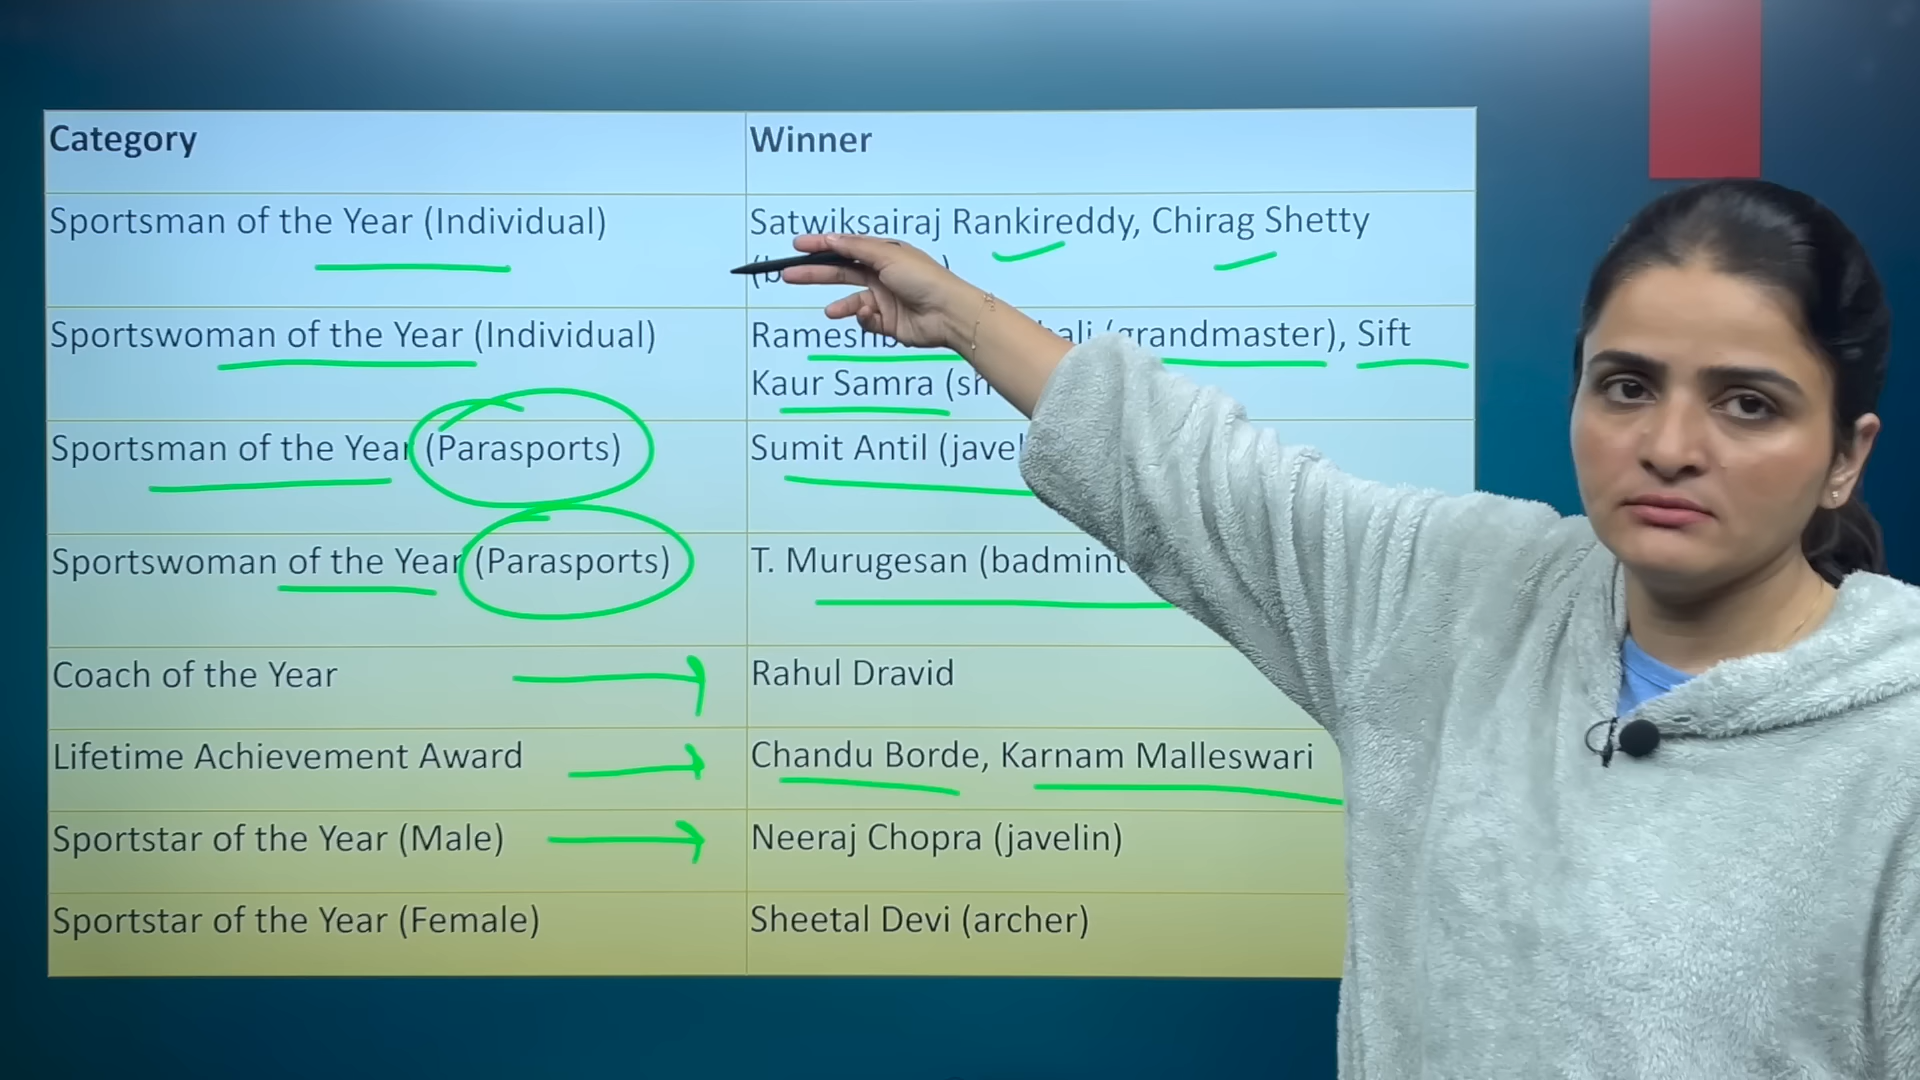 Category
Winner
Sportsman of the Year (Individual)
Satwiksairaj Rankireddy, Chirag Shetty
Sportswoman of the Year (Individual)
(grandmaster), Sift
Kaur Samra
Sportsman of the Year (Parasports)
Sumit Antil
Sportswoman of the Year (Parasports)
T. Murugesan
Coach of the Year
Rahul Dravid
Lifetime Achievement Award
Chandu Borde, Karnam Malleswari
Sportstar of the Year (Male)
Neeraj Chopra (javelin)
Sportstar of the Year (Female)
Sheetal Devi (archer)